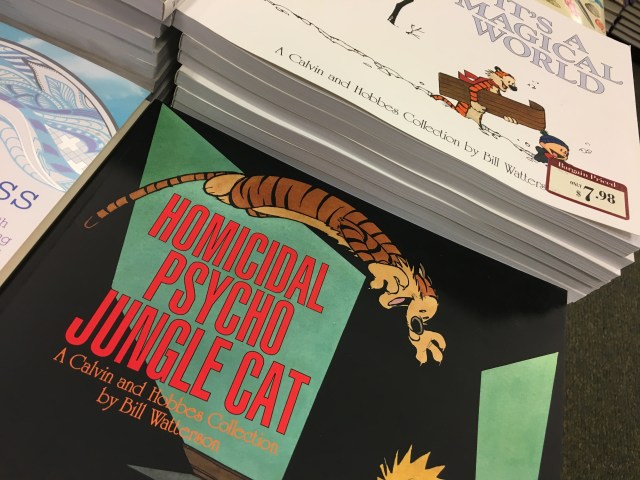 IT'S A
MAGICAL
WORLD
A Calvin and Hobbes Collection by Bill Watterson
Bargain Priced
$7.98
HOMICIDAL
PSYCHO
JUNGLE CAT
A Calvin and Hobbes Collection
by Bill Watterson
SS